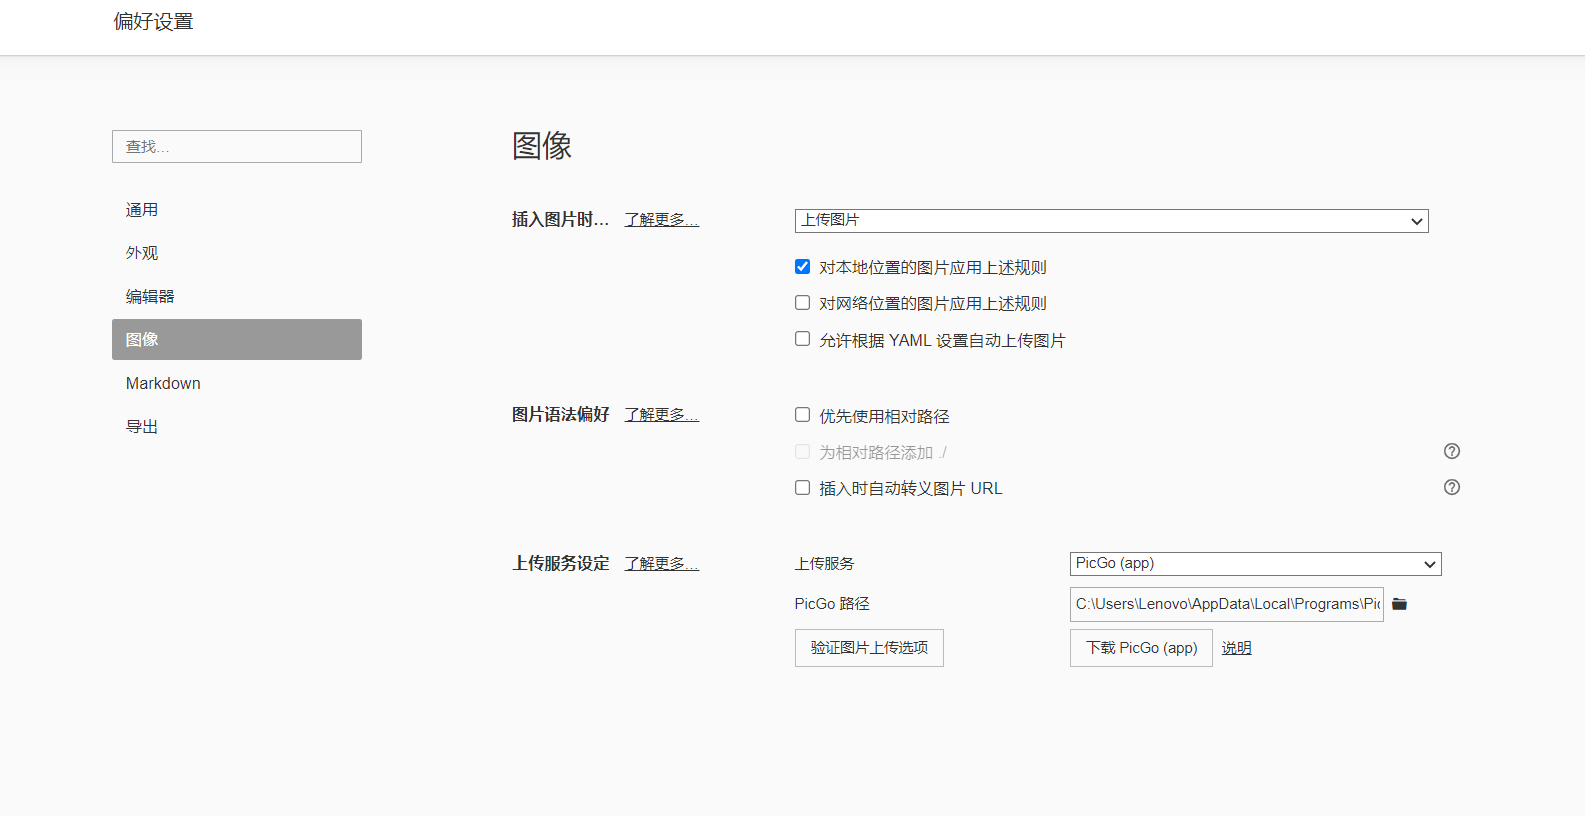 偏好设置
查找...
通用
外观
编辑器
图像
Markdown
导出
图像
插入图片时... 了解更多...
上传图片
对本地位置的图片应用上述规则
对网络位置的图片应用上述规则
允许根据 YAML 设置自动上传图片
图片语法偏好 了解更多...
优先使用相对路径
为相对路径添加 ./
插入时自动转义图片 URL
上传服务设定 了解更多...
上传服务 PicGo (app)
PicGo 路径 C:\Users\Lenovo\AppData\Local\Programs\Pic
验证图片上传选项 下载 PicGo (app) 说明